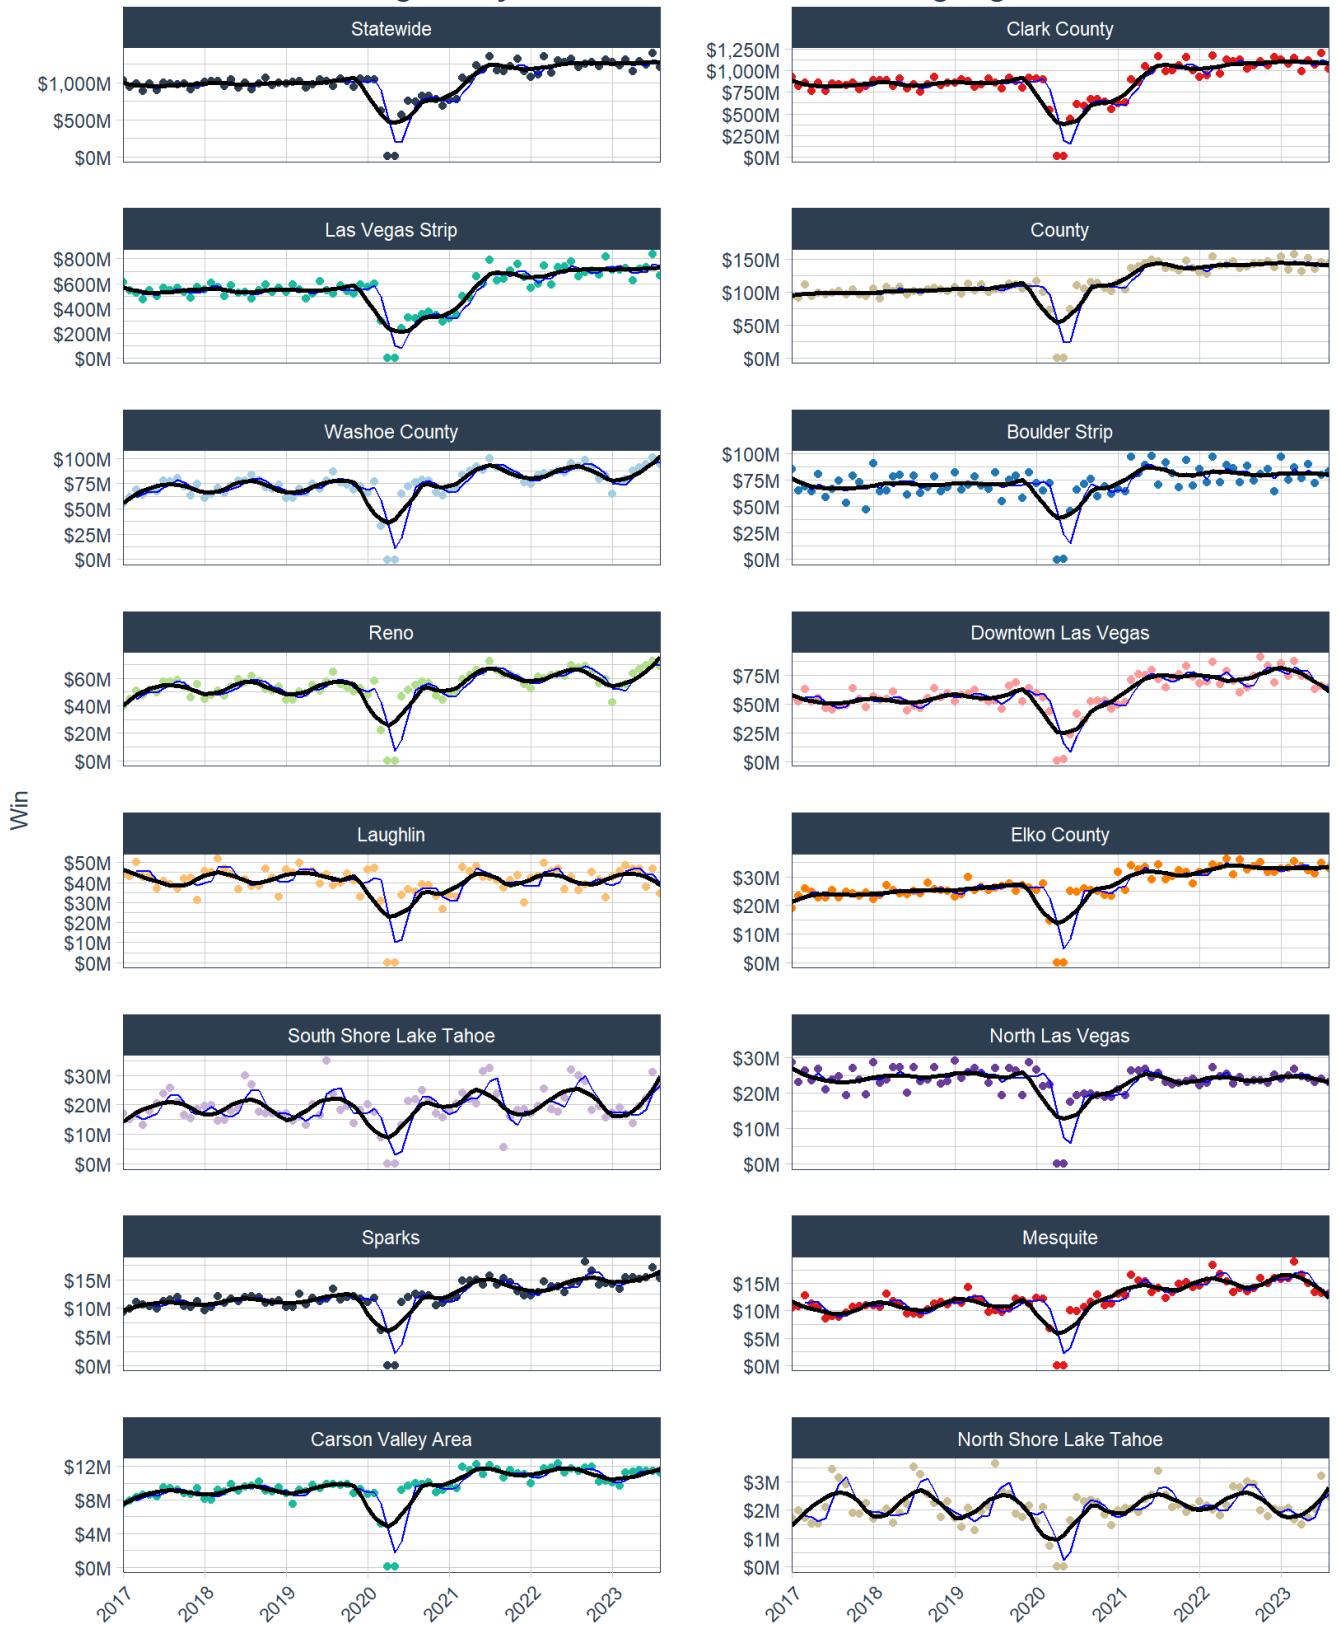 Statewide
$1,000M
$500M
$0M
Clark County
$1,250M
$1,000M
$750M
$500M
$250M
$0M
Las Vegas Strip
$800M
$600M
$400M
$200M
$0M
County
$150M
$100M
$50M
$0M
Washoe County
$100M
$75M
$50M
$25M
$0M
Boulder Strip
$100M
$75M
$50M
$25M
$0M
Reno
$60M
$40M
$20M
$0M
Downtown Las Vegas
$75M
$50M
$25M
$0M
Win
Laughlin
$50M
$40M
$30M
$20M
$10M
$0M
Elko County
$30M
$20M
$10M
$0M
South Shore Lake Tahoe
$30M
$20M
$10M
$0M
North Las Vegas
$30M
$20M
$10M
$0M
Sparks
$15M
$10M
$5M
$0M
Mesquite
$15M
$10M
$5M
$0M
Carson Valley Area
$12M
$8M
$4M
$0M
North Shore Lake Tahoe
$3M
$2M
$1M
$0M
2017 2018 2019 2020 2021 2022 2023
2017 2018 2019 2020 2021 2022 2023